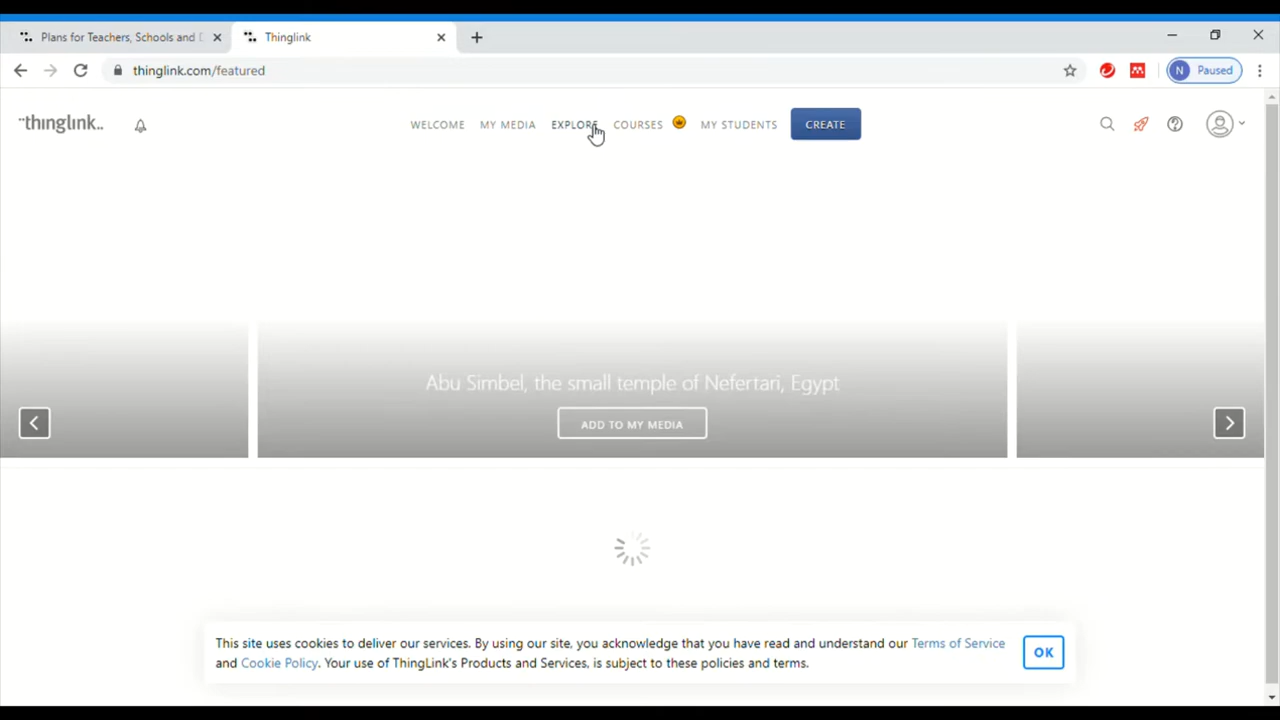 Plans for Teachers, Schools and D
Thinglink
thinglink.com/featured
N Paused
¨thinglink..
WELCOME MY MEDIA EXPLORE COURSES MY STUDENTS CREATE
Abu Simbel, the small temple of Nefertari, Egypt
ADD TO MY MEDIA
This site uses cookies to deliver our services. By using our site, you acknowledge that you have read and understand our Terms of Service
and Cookie Policy. Your use of ThingLink's Products and Services, is subject to these policies and terms.
OK